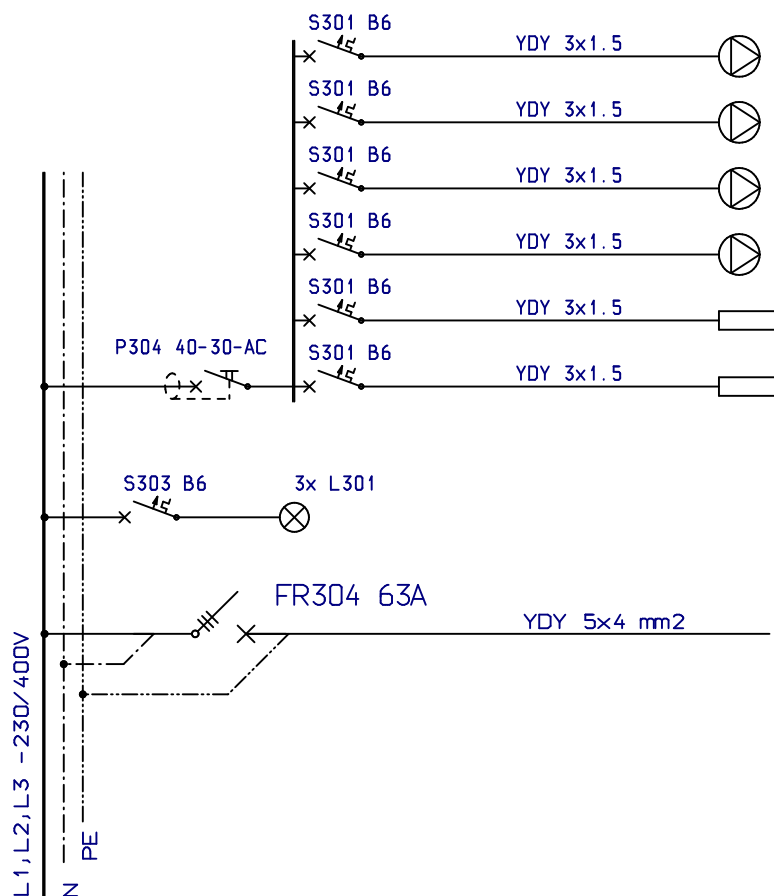 S301 B6
YDY 3x1.5
S301 B6
YDY 3x1.5
S301 B6
YDY 3x1.5
S301 B6
YDY 3x1.5
S301 B6
YDY 3x1.5
P304 40-30-AC
S301 B6
YDY 3x1.5
S303 B6
3x L301
FR304 63A
YDY 5x4 mm2
L1,L2,L3 -230/400V
N
PE